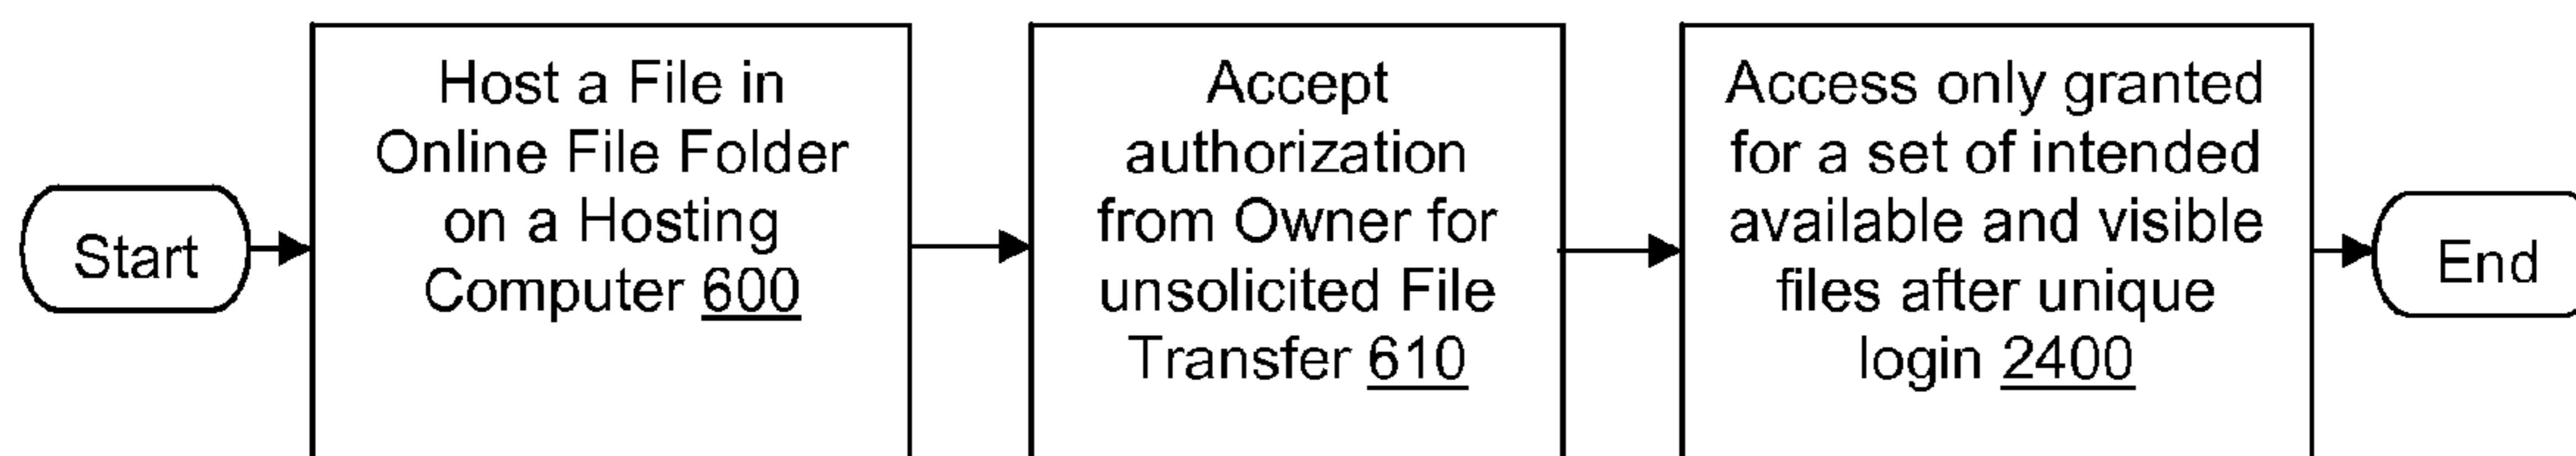 Start
Host a File in
Online File Folder
on a Hosting
Computer 600
Accept
authorization
from Owner for
unsolicited File
Transfer 610
Access only granted
for a set of intended
available and visible
files after unique
login 2400
End